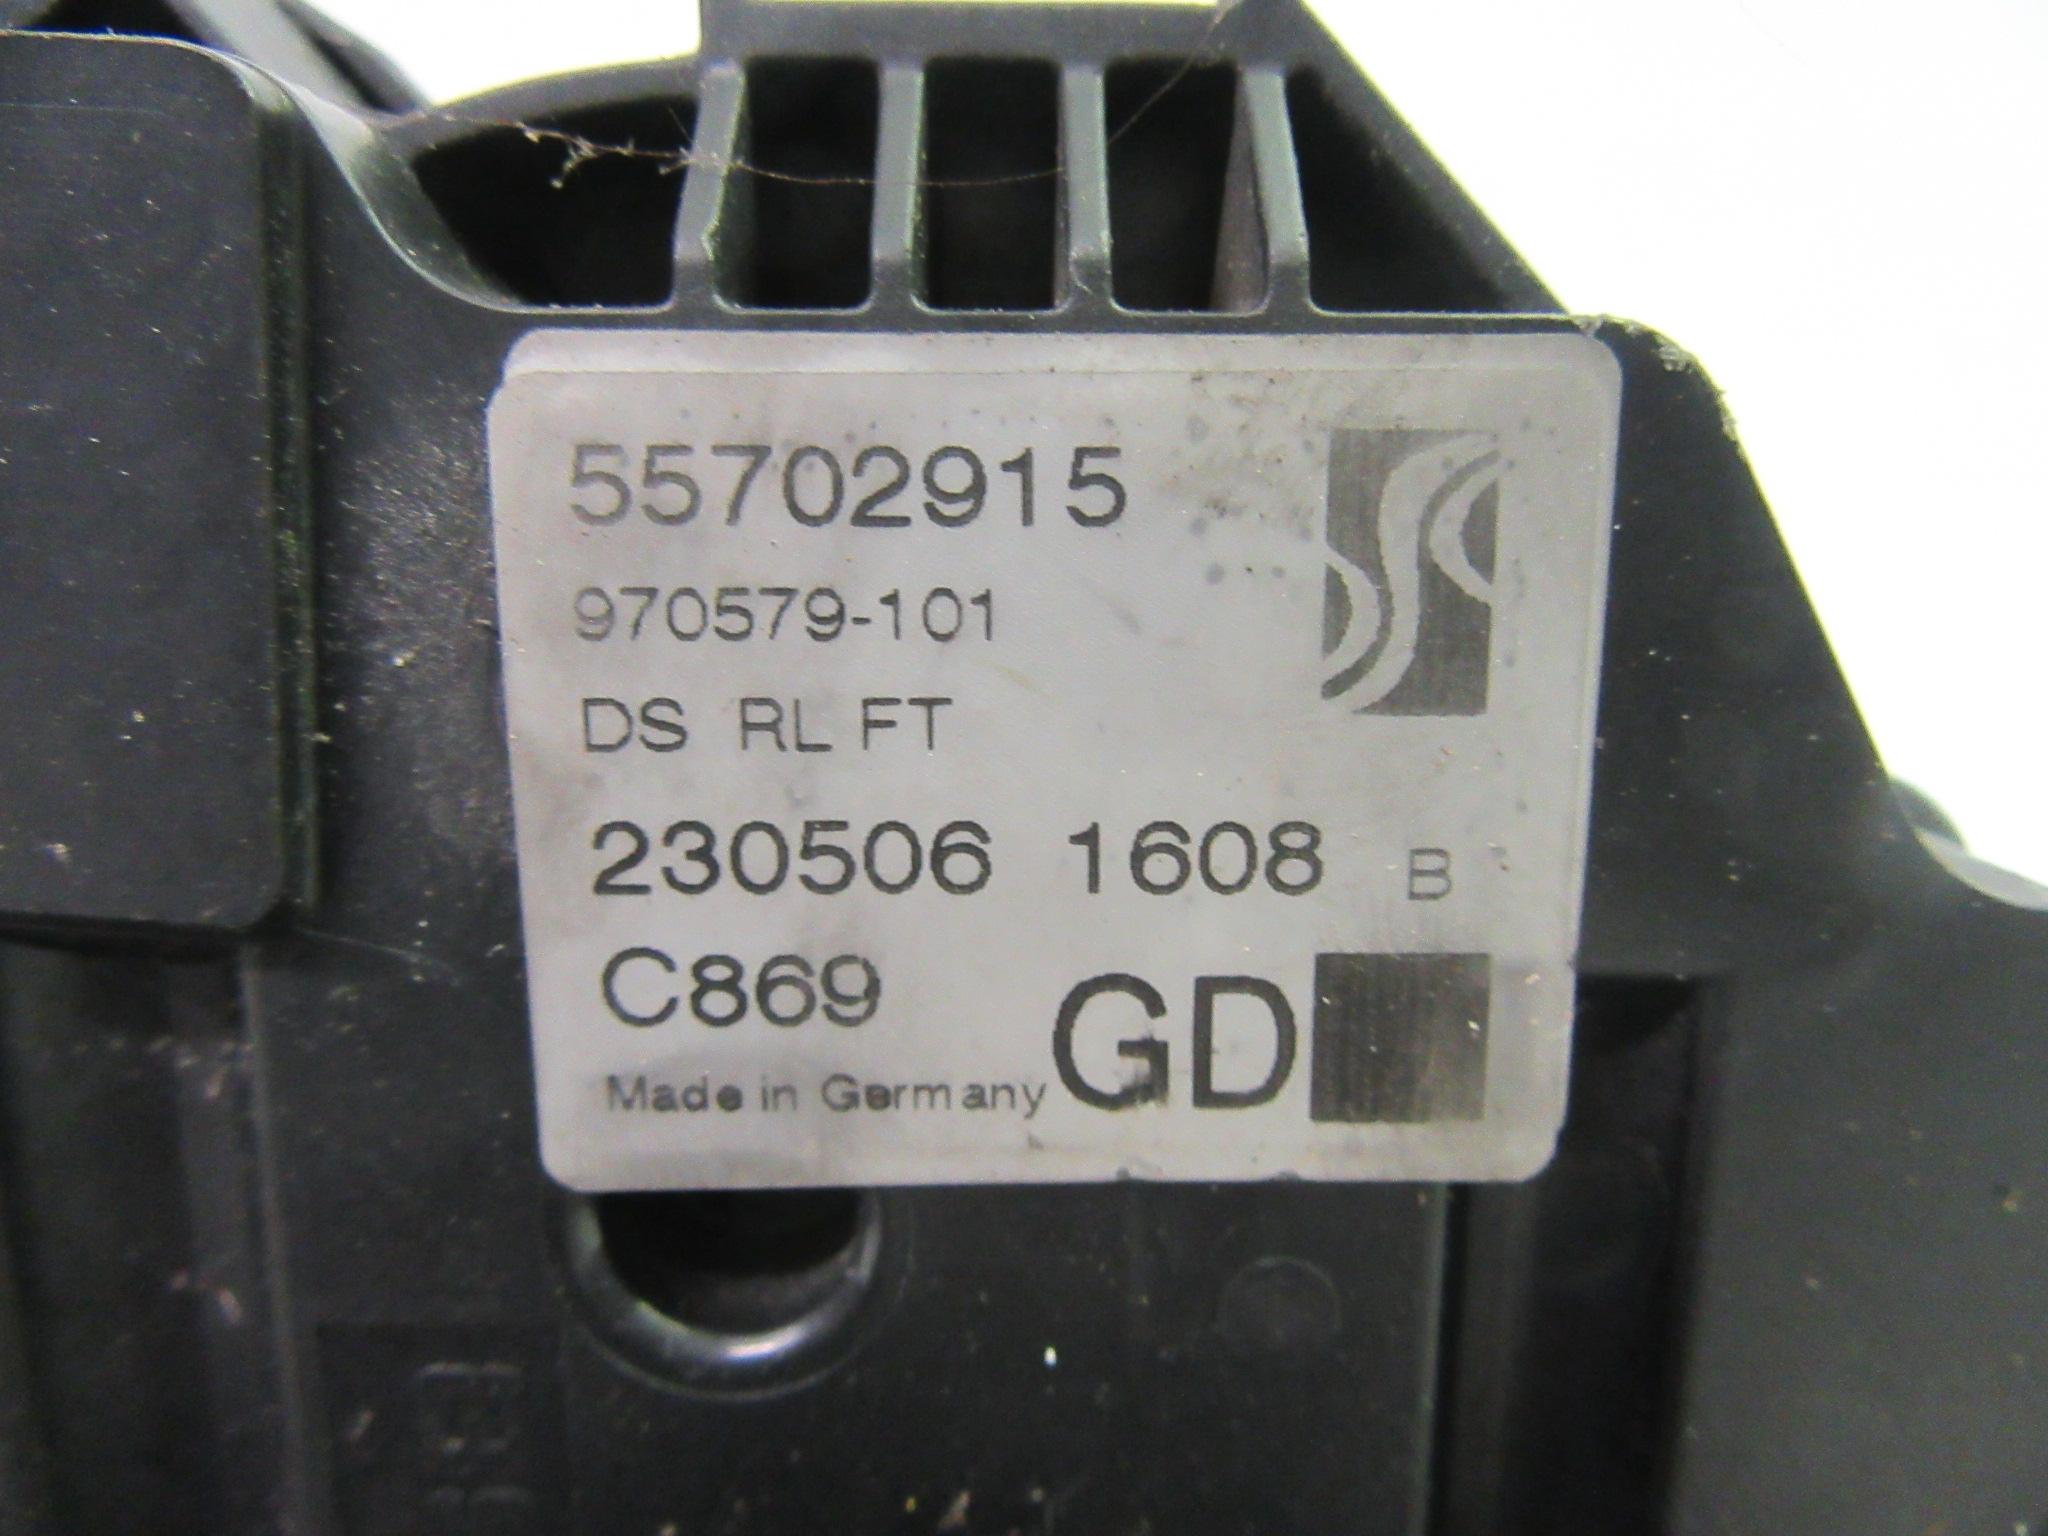 55702915
970579-101
DS RL FT
230506 1608 B
C869
GD
Made in Germany